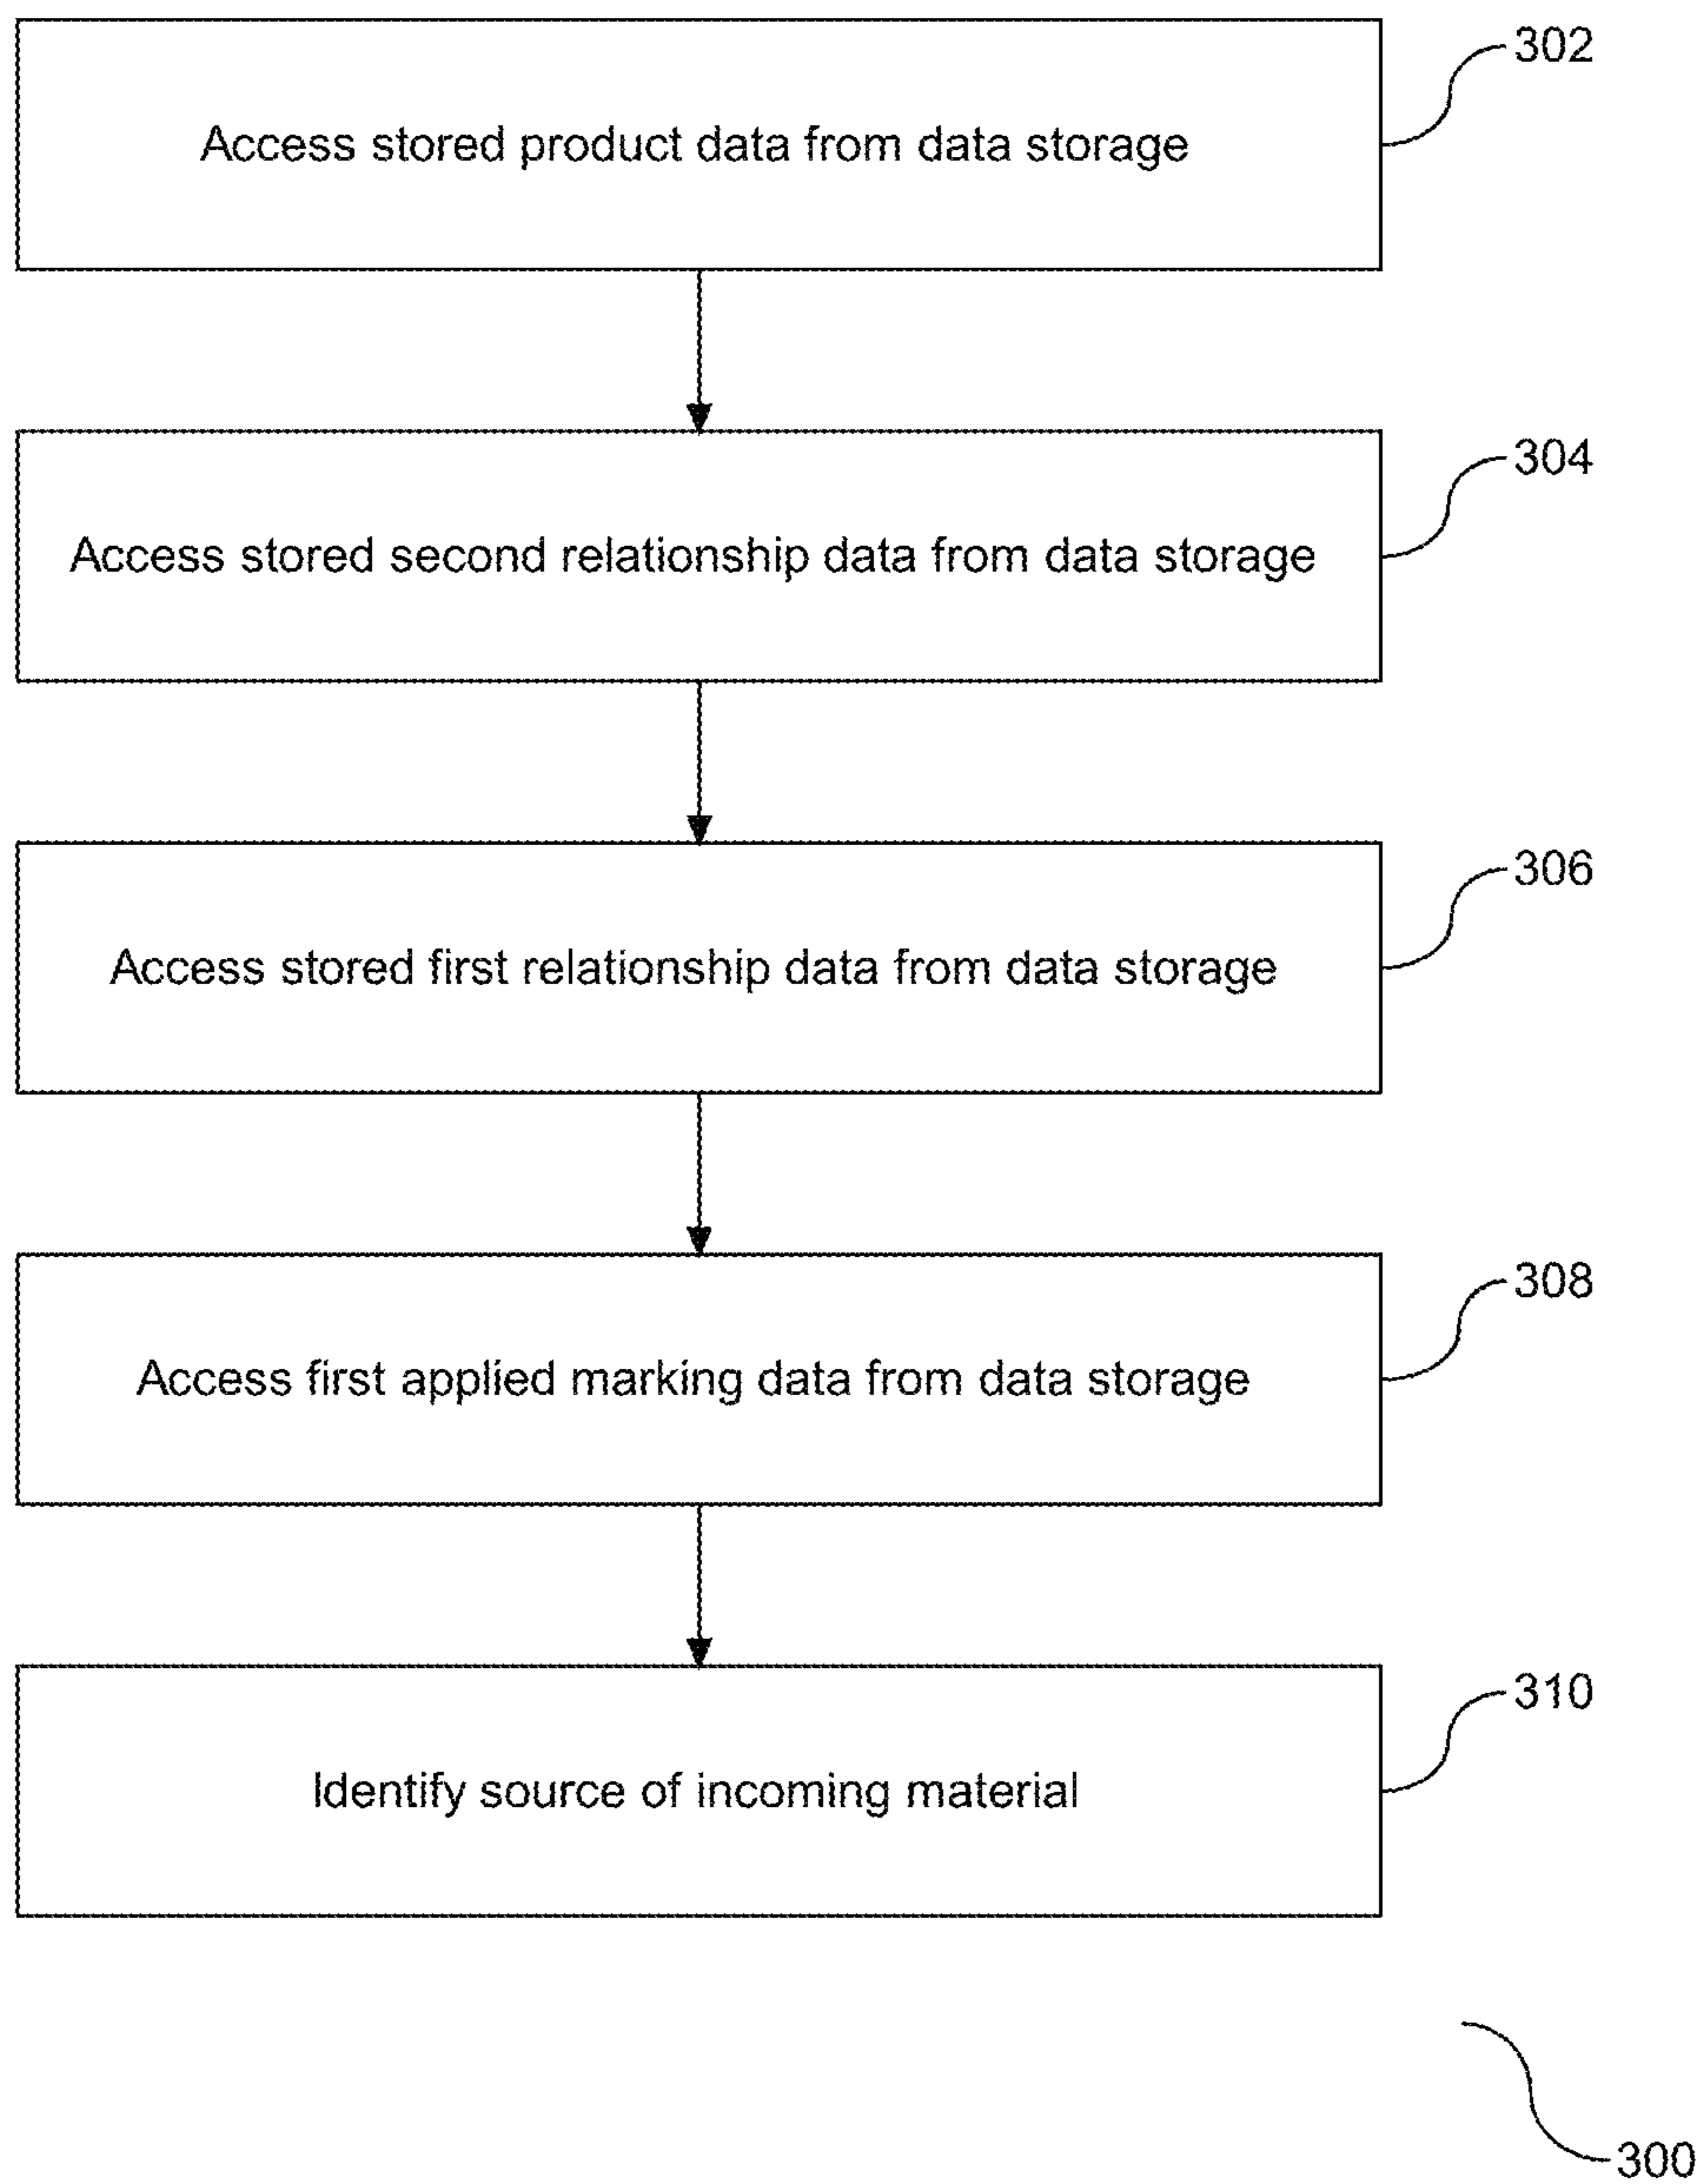 302
Access stored product data from data storage
304
Access stored second relationship data from data storage
306
Access stored first relationship data from data storage
308
Access first applied marking data from data storage
310
Identify source of incoming material
300